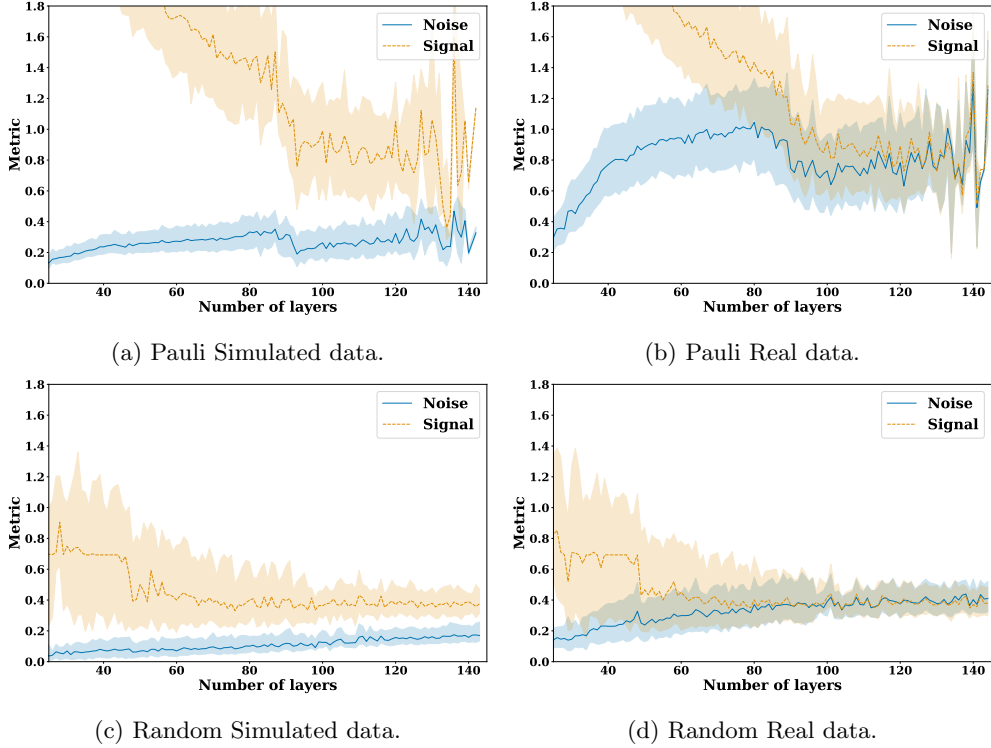 1.8
1.6
1.4
1.2
1.0
0.8
0.6
0.4
0.2
0.0
Metric
40 60 80 100 120 140
Number of layers
Noise
Signal
(a) Pauli Simulated data.
1.8
1.6
1.4
1.2
1.0
0.8
0.6
0.4
0.2
0.0
Metric
40 60 80 100 120 140
Number of layers
Noise
Signal
(b) Pauli Real data.
1.8
1.6
1.4
1.2
1.0
0.8
0.6
0.4
0.2
0.0
Metric
40 60 80 100 120 140
Number of layers
Noise
Signal
(c) Random Simulated data.
1.8
1.6
1.4
1.2
1.0
0.8
0.6
0.4
0.2
0.0
Metric
40 60 80 100 120 140
Number of layers
Noise
Signal
(d) Random Real data.